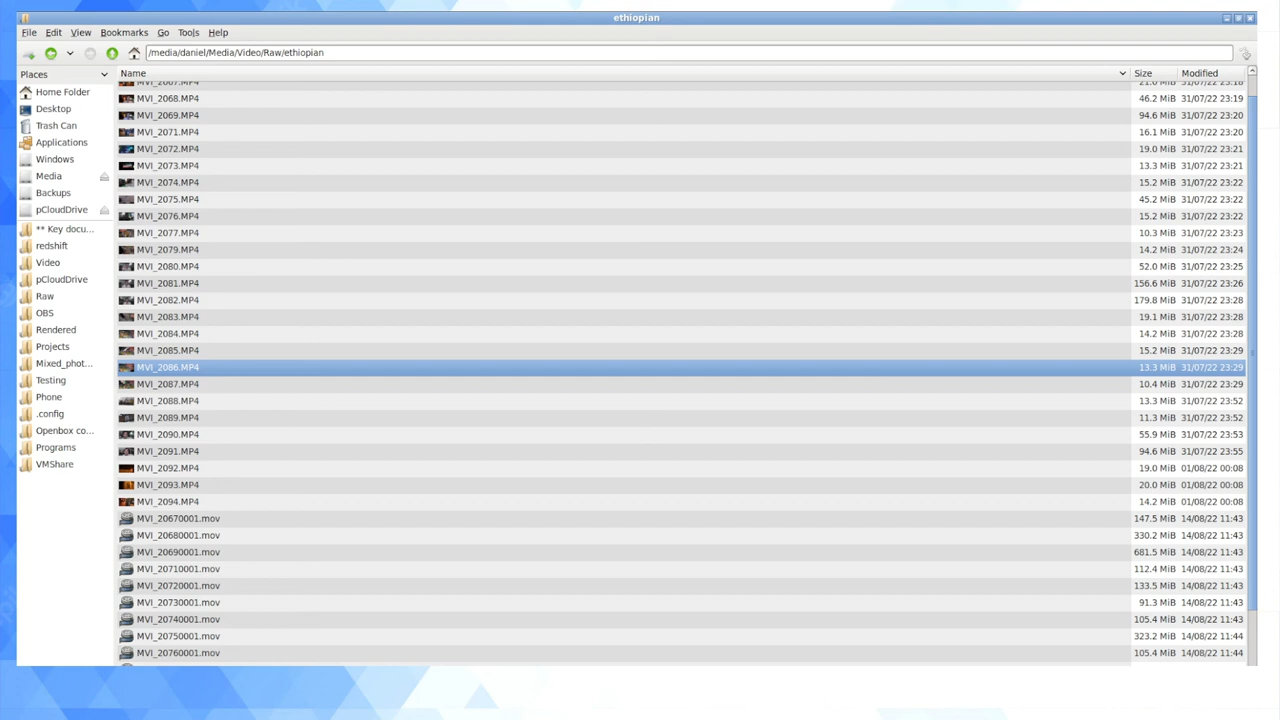 ethiopian
File Edit View Bookmarks Go Tools Help
/media/daniel/Media/Video/Raw/ethiopian
Places Name Size Modified
Home Folder
Desktop
Trash Can
Applications
Windows
Media
Backups
pCloudDrive
** Key docu...
redshift
Video
pCloudDrive
Raw
OBS
Rendered
Projects
Mixed_phot...
Testing
Phone
.config
Openbox co...
Programs
VMShare
MVI_2067.MP4 21.0 MiB 31/07/22 23:18
MVI_2068.MP4 46.2 MiB 31/07/22 23:19
MVI_2069.MP4 94.6 MiB 31/07/22 23:20
MVI_2071.MP4 16.1 MiB 31/07/22 23:20
MVI_2072.MP4 19.0 MiB 31/07/22 23:21
MVI_2073.MP4 13.3 MiB 31/07/22 23:21
MVI_2074.MP4 15.2 MiB 31/07/22 23:22
MVI_2075.MP4 45.2 MiB 31/07/22 23:22
MVI_2076.MP4 15.2 MiB 31/07/22 23:22
MVI_2077.MP4 10.3 MiB 31/07/22 23:23
MVI_2079.MP4 14.2 MiB 31/07/22 23:24
MVI_2080.MP4 52.0 MiB 31/07/22 23:25
MVI_2081.MP4 156.6 MiB 31/07/22 23:26
MVI_2082.MP4 179.8 MiB 31/07/22 23:28
MVI_2083.MP4 19.1 MiB 31/07/22 23:28
MVI_2084.MP4 14.2 MiB 31/07/22 23:28
MVI_2085.MP4 15.2 MiB 31/07/22 23:29
MVI_2086.MP4 13.3 MiB 31/07/22 23:29
MVI_2087.MP4 10.4 MiB 31/07/22 23:29
MVI_2088.MP4 13.3 MiB 31/07/22 23:52
MVI_2089.MP4 11.3 MiB 31/07/22 23:52
MVI_2090.MP4 55.9 MiB 31/07/22 23:53
MVI_2091.MP4 94.6 MiB 31/07/22 23:55
MVI_2092.MP4 19.0 MiB 01/08/22 00:08
MVI_2093.MP4 20.0 MiB 01/08/22 00:08
MVI_2094.MP4 14.2 MiB 01/08/22 00:08
MVI_20670001.mov 147.5 MiB 14/08/22 11:43
MVI_20680001.mov 330.2 MiB 14/08/22 11:43
MVI_20690001.mov 681.5 MiB 14/08/22 11:43
MVI_20710001.mov 112.4 MiB 14/08/22 11:43
MVI_20720001.mov 133.5 MiB 14/08/22 11:43
MVI_20730001.mov 91.3 MiB 14/08/22 11:43
MVI_20740001.mov 105.4 MiB 14/08/22 11:43
MVI_20750001.mov 323.2 MiB 14/08/22 11:44
MVI_20760001.mov 105.4 MiB 14/08/22 11:44